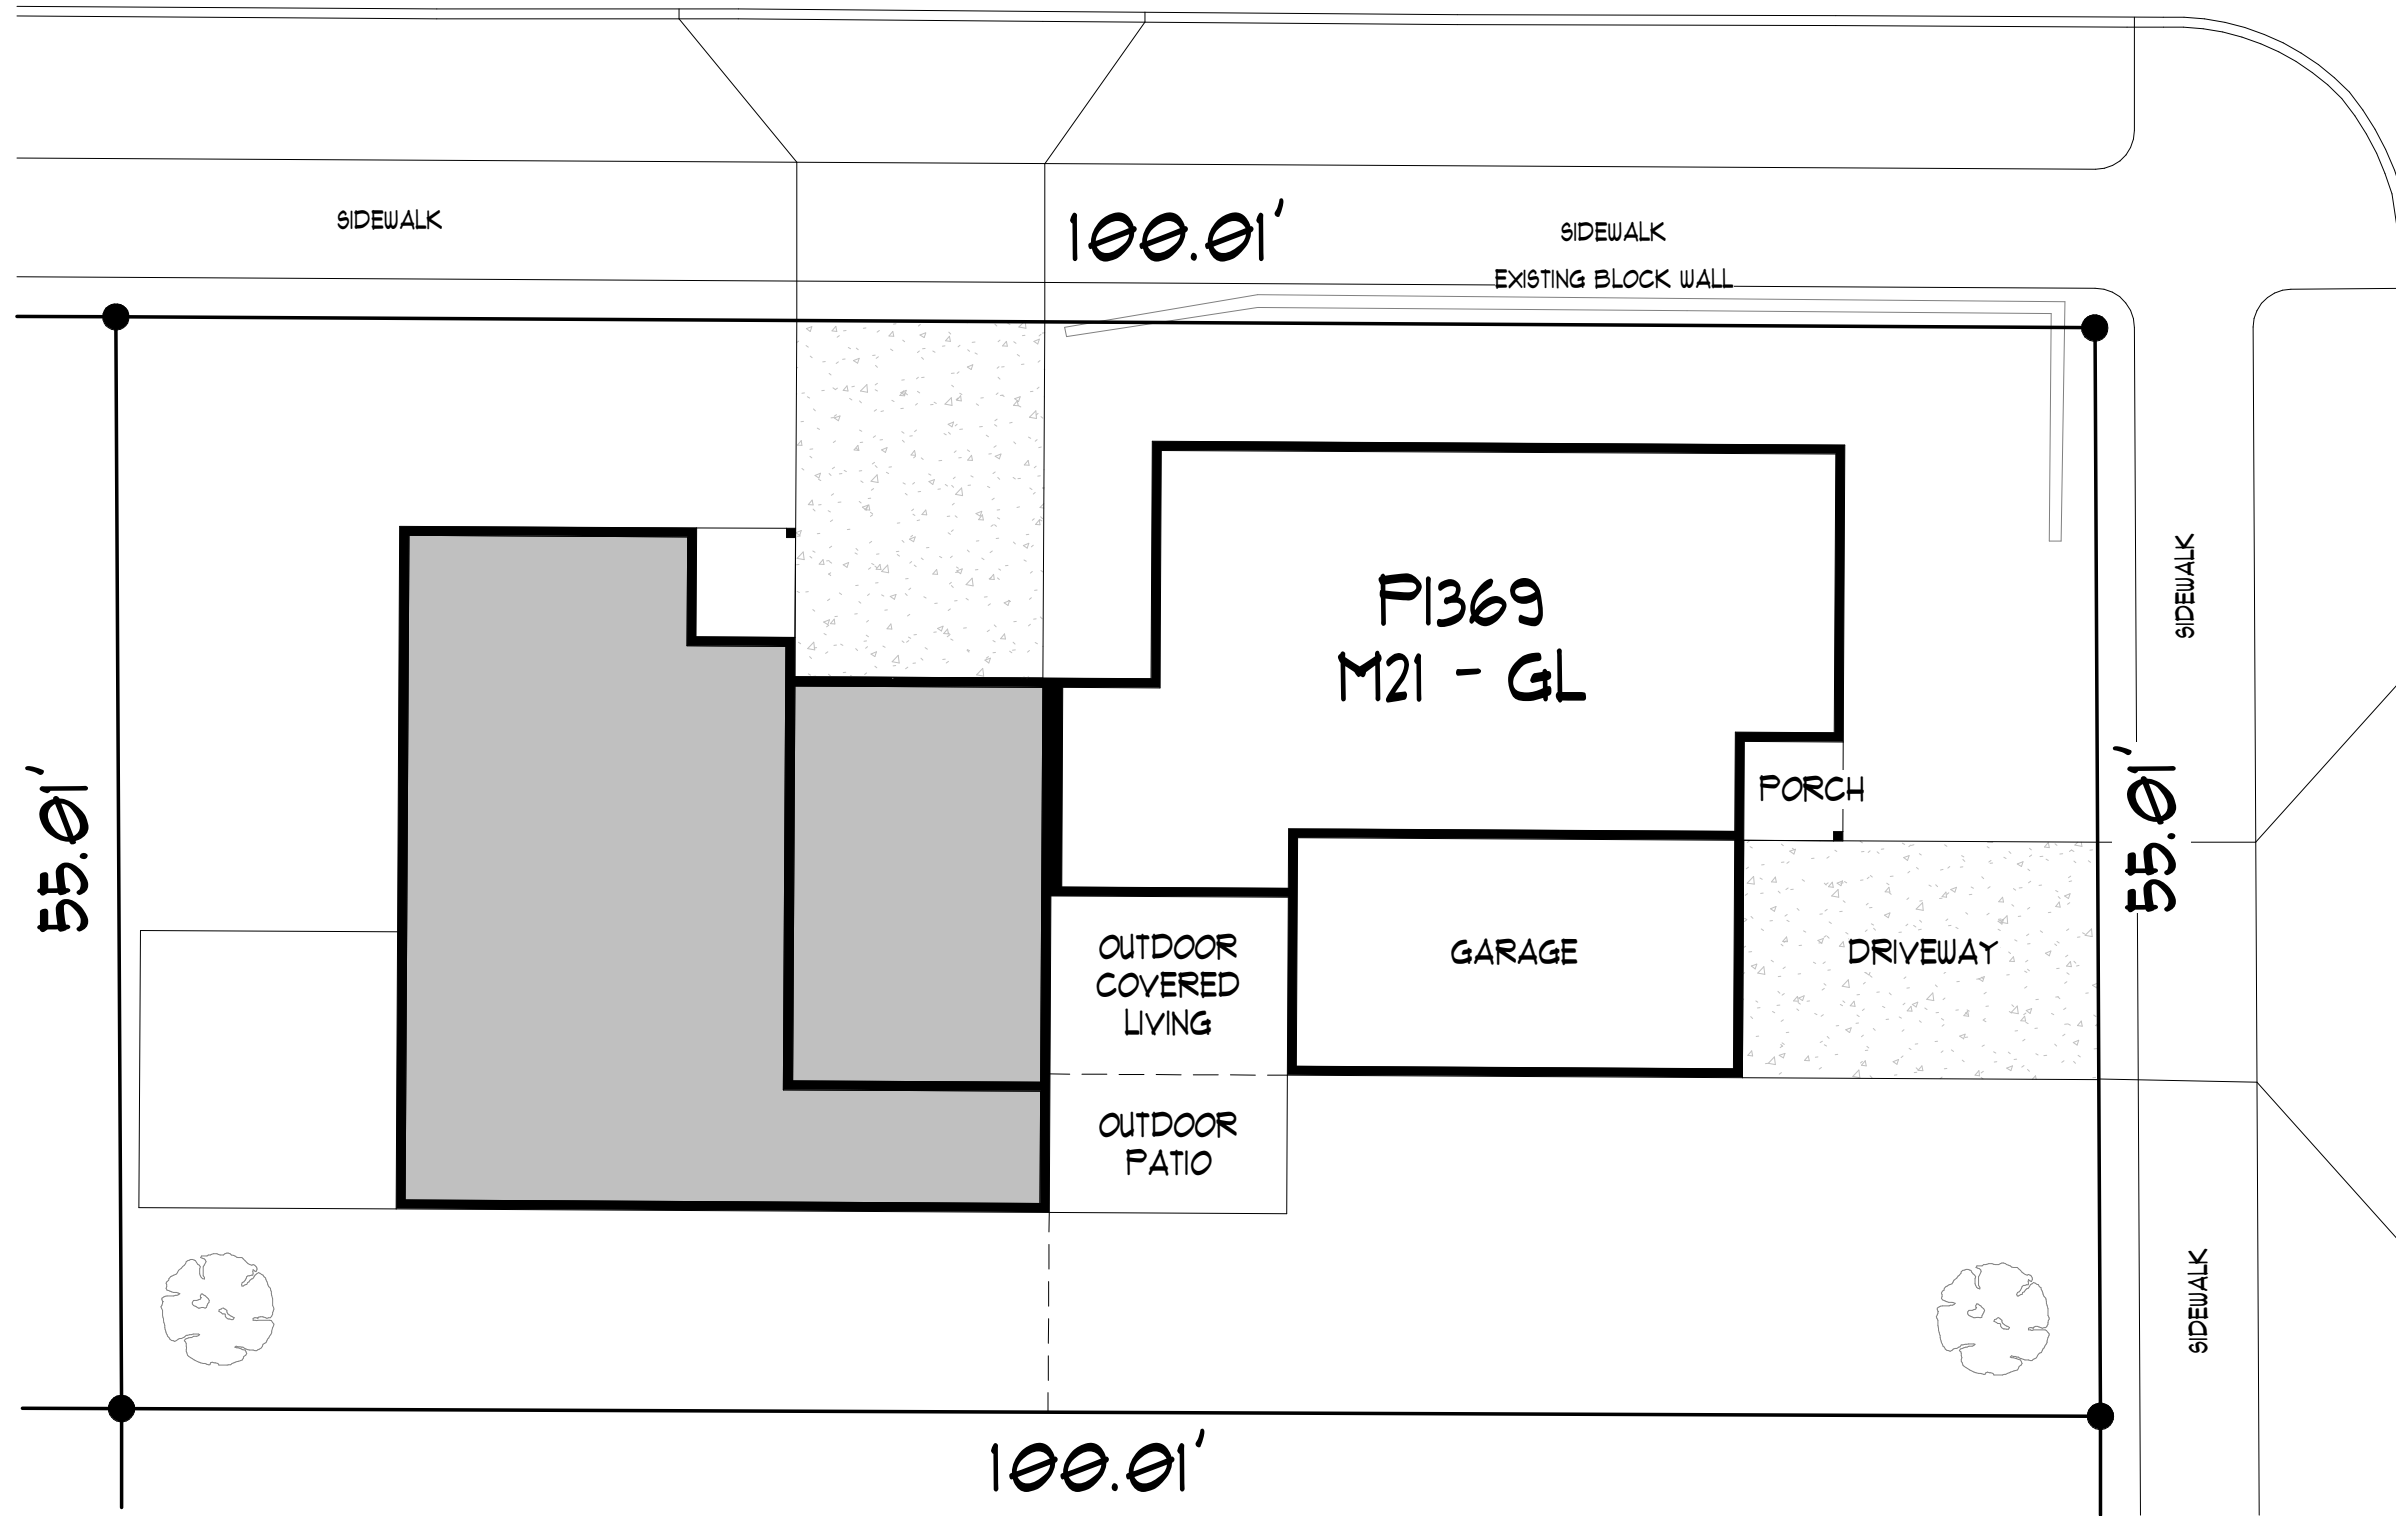 SIDEWALK
100.01'
SIDEWALK
EXISTING BLOCK WALL
SIDEWALK
P1369
M21 - GL
PORCH
55.01'
55.01'
OUTDOOR
COVERED
LIVING
GARAGE
DRIVEWAY
OUTDOOR
PATIO
SIDEWALK
100.01'